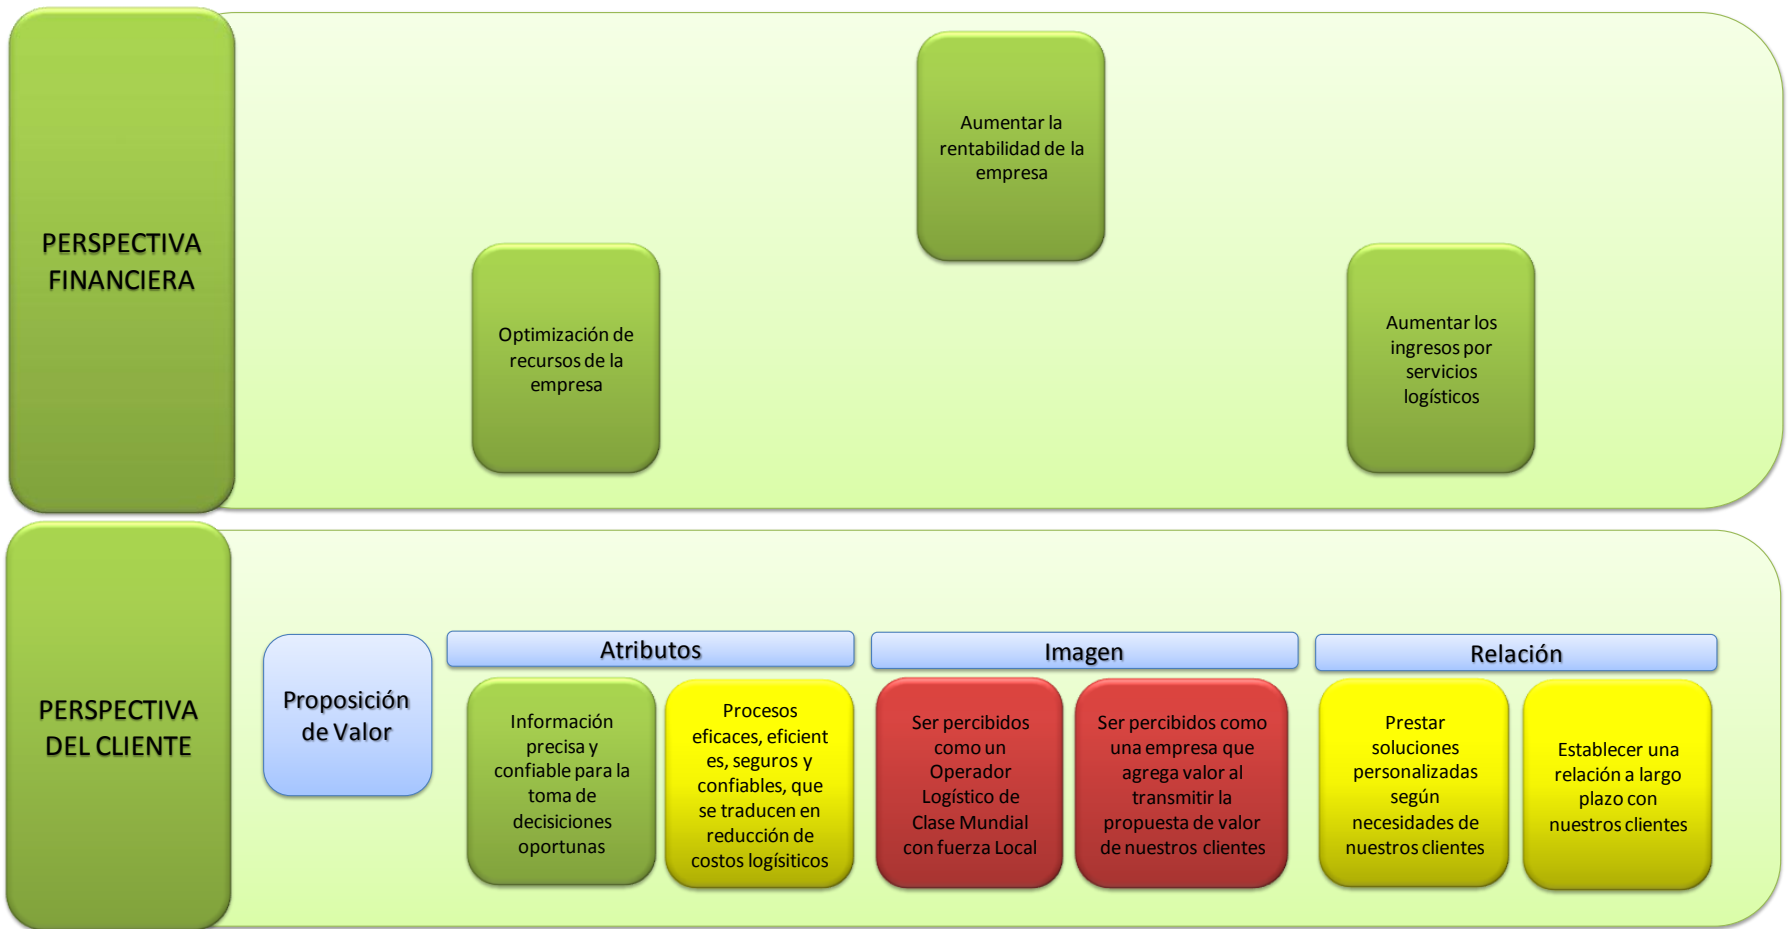 PERSPECTIVA
FINANCIERA
Aumentar la
rentabilidad de la
empresa
Optimización de
recursos de la
empresa
Aumentar los
ingresos por
servicios
logísticos
PERSPECTIVA
DEL CLIENTE
Proposición
de Valor
Atributos
Información
precisa y
confiable para la
toma de
decisiciones
oportunas
Procesos
eficaces, eficient
es, seguros y
confiables, que
se traducen en
reducción de
costos logísiticos
Imagen
Ser percibidos
como un
Operador
Logístico de
Clase Mundial
con fuerza Local
Ser percibidos como
una empresa que
agrega valor al
transmitir la
propuesta de valor
de nuestros clientes
Relación
Prestar
soluciones
personalizadas
según
necesidades de
nuestros clientes
Establecer una
relación a largo
plazo con
nuestros clientes